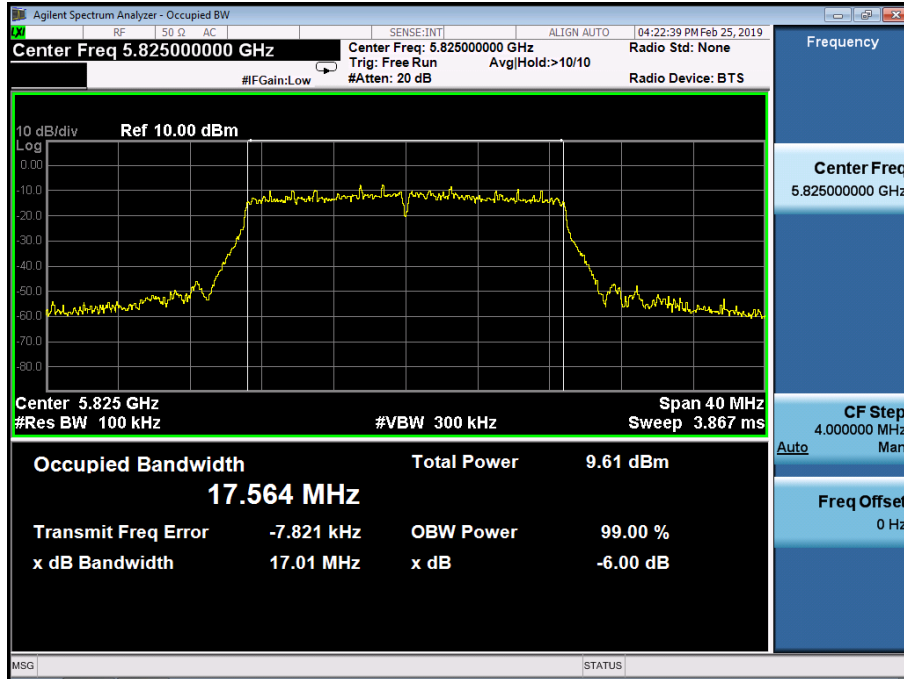 Agilent Spectrum Analyzer - Occupied BW
LXI RF 50 Ω AC SENSE:INT ALIGN AUTO 04:22:39 PM Feb 25, 2019
Center Freq 5.825000000 GHz
Center Freq: 5.825000000 GHz
Radio Std: None
Trig: Free Run Avg|Hold:>10/10
#IFGain:Low #Atten: 20 dB Radio Device: BTS
10 dB/div Ref 10.00 dBm
Log
0.00
-10.0
-20.0
-30.0
-40.0
-50.0
-60.0
-70.0
-80.0
Center 5.825 GHz Span 40 MHz
#Res BW 100 kHz #VBW 300 kHz Sweep 3.867 ms
Occupied Bandwidth Total Power 9.61 dBm
17.564 MHz
Transmit Freq Error -7.821 kHz OBW Power 99.00 %
x dB Bandwidth 17.01 MHz x dB -6.00 dB
MSG STATUS
Frequency
Center Freq
5.825000000 GHz
CF Step
4.000000 MHz
Auto Man
Freq Offset
0 Hz